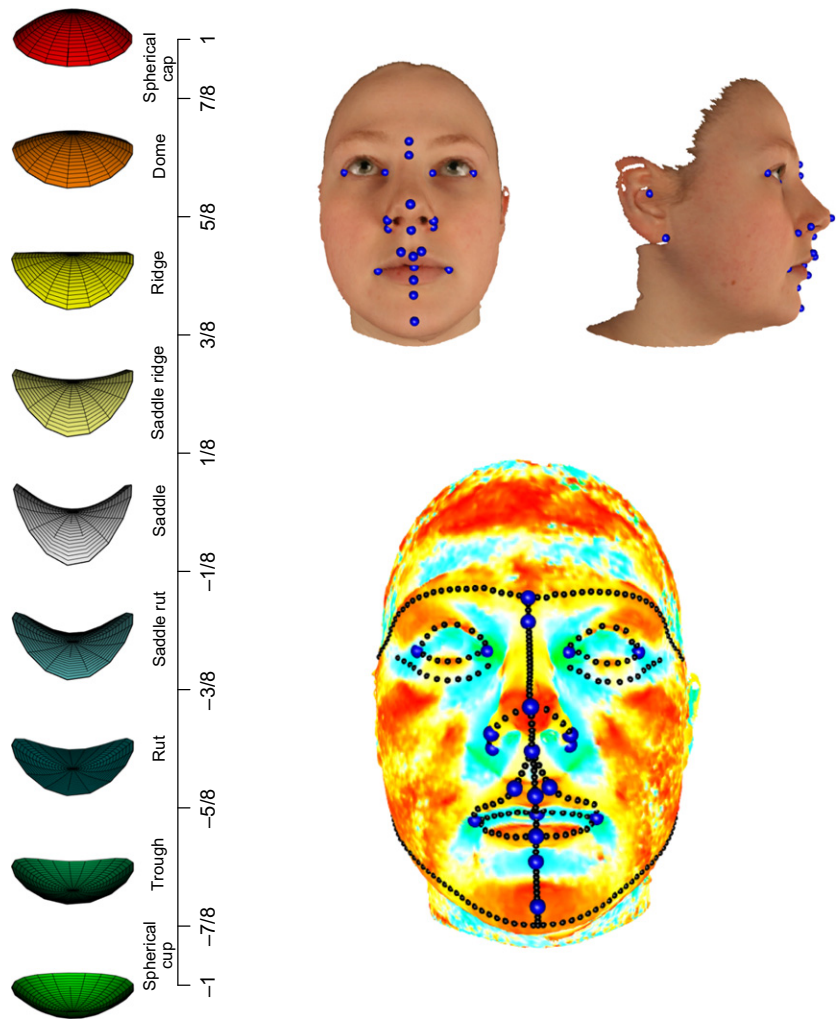 1
Spherical
cap
7/8
Dome
5/8
Ridge
3/8
Saddle ridge
1/8
Saddle
−1/8
Saddle rut
−3/8
Rut
−5/8
Trough
−7/8
Spherical
cup
−1